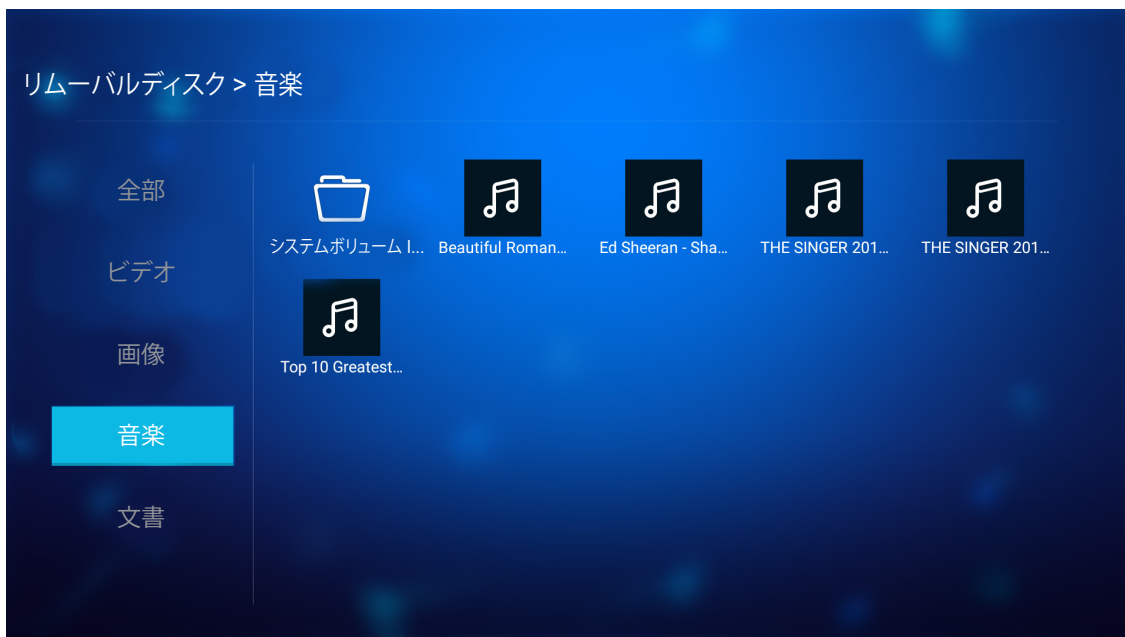 リムーバルディスク > 音楽
全部
ビデオ
画像
音楽
文書
システムボリューム I...
Beautiful Roman...
Ed Sheeran - Sha...
THE SINGER 201...
THE SINGER 201...
Top 10 Greatest...